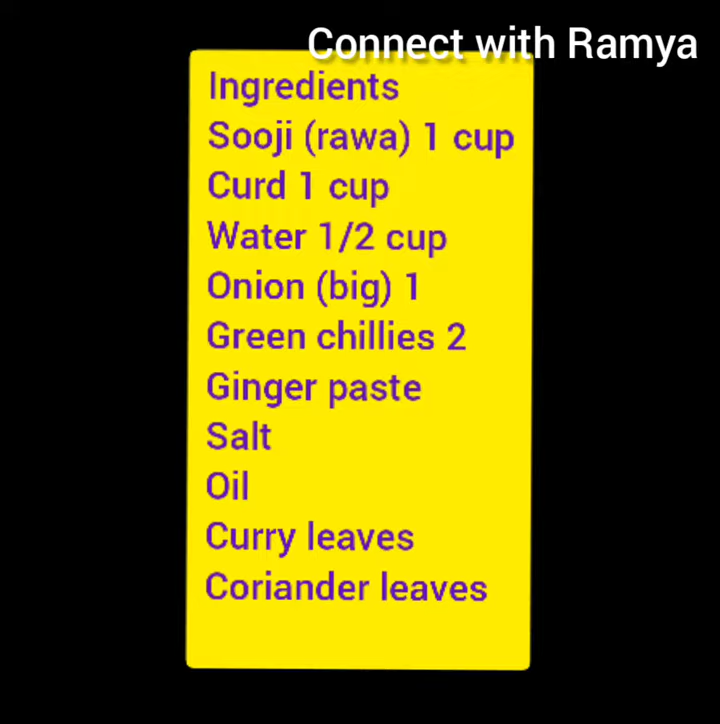 Connect with Ramya
Ingredients
Sooji (rawa) 1 cup
Curd 1 cup
Water 1/2 cup
Onion (big) 1
Green chillies 2
Ginger paste
Salt
Oil
Curry leaves
Coriander leaves